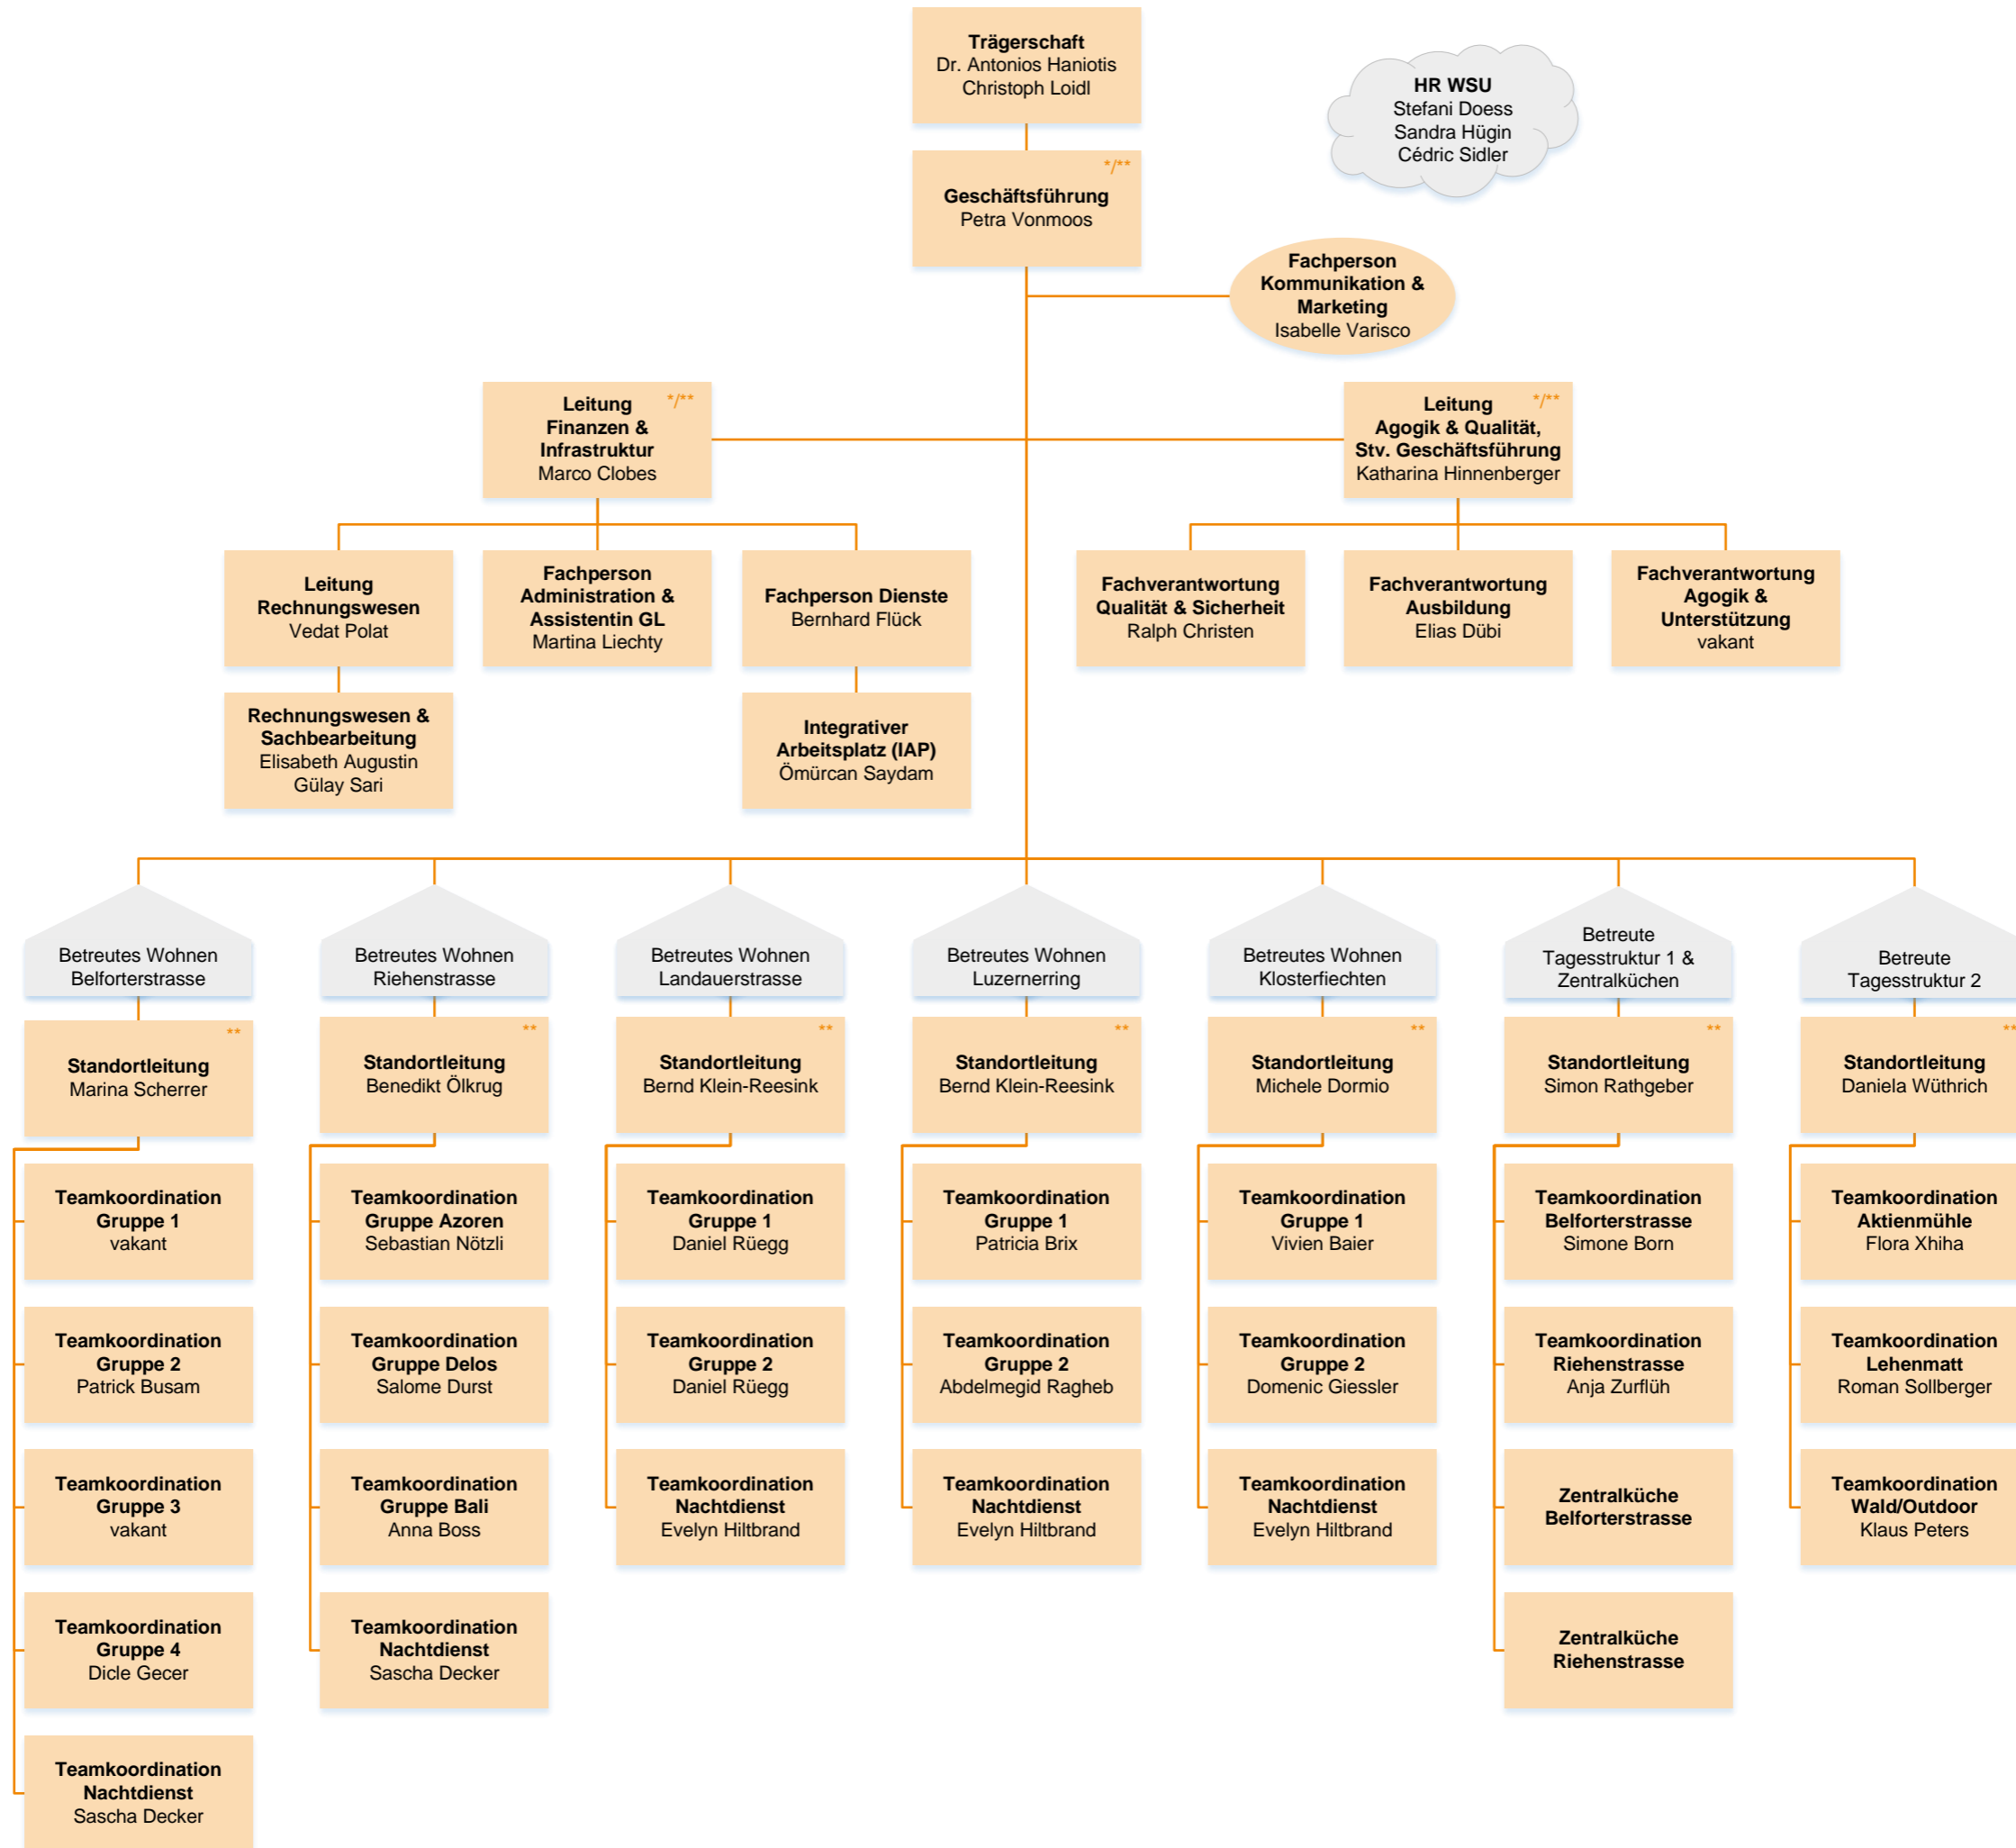 Trägerschaft
Dr. Antonios Haniotis
Christoph Loidl
HR WSU
Stefani Doess
Sandra Hügin
Cédric Sidler
*/**
Geschäftsführung
Petra Vonmoos
Fachperson
Kommunikation &
Marketing
Isabelle Varisco
*/**
Leitung
Finanzen &
Infrastruktur
Marco Clobes
*/**
Leitung
Agogik & Qualität,
Stv. Geschäftsführung
Katharina Hinnenberger
Leitung
Rechnungswesen
Vedat Polat
Fachperson
Administration &
Assistentin GL
Martina Liechty
Fachperson Dienste
Bernhard Flück
Fachverantwortung
Qualität & Sicherheit
Ralph Christen
Fachverantwortung
Ausbildung
Elias Dübi
Fachverantwortung
Agogik &
Unterstützung
vakant
Rechnungswesen &
Sachbearbeitung
Elisabeth Augustin
Gülay Sari
Integrativer
Arbeitsplatz (IAP)
Ömürcan Saydam
Betreutes Wohnen
Belforterstrasse
**
Standortleitung
Marina Scherrer
Teamkoordination
Gruppe 1
vakant
Teamkoordination
Gruppe 2
Patrick Busam
Teamkoordination
Gruppe 3
vakant
Teamkoordination
Gruppe 4
Dicle Gecer
Teamkoordination
Nachtdienst
Sascha Decker
Betreutes Wohnen
Riehenstrasse
**
Standortleitung
Benedikt Ölkrug
Teamkoordination
Gruppe Azoren
Sebastian Nötzli
Teamkoordination
Gruppe Delos
Salome Durst
Teamkoordination
Gruppe Bali
Anna Boss
Teamkoordination
Nachtdienst
Sascha Decker
Betreutes Wohnen
Landauerstrasse
**
Standortleitung
Bernd Klein-Reesink
Teamkoordination
Gruppe 1
Daniel Rüegg
Teamkoordination
Gruppe 2
Daniel Rüegg
Teamkoordination
Nachtdienst
Evelyn Hiltbrand
Betreutes Wohnen
Luzernerring
**
Standortleitung
Bernd Klein-Reesink
Teamkoordination
Gruppe 1
Patricia Brix
Teamkoordination
Gruppe 2
Abdelmegid Ragheb
Teamkoordination
Nachtdienst
Evelyn Hiltbrand
Betreutes Wohnen
Klosterfiechten
**
Standortleitung
Michele Dormio
Teamkoordination
Gruppe 1
Vivien Baier
Teamkoordination
Gruppe 2
Domenic Giessler
Teamkoordination
Nachtdienst
Evelyn Hiltbrand
Betreute
Tagesstruktur 1 &
Zentralküchen
**
Standortleitung
Simon Rathgeber
Teamkoordination
Belforterstrasse
Simone Born
Teamkoordination
Riehenstrasse
Anja Zurflüh
Zentralküche
Belforterstrasse
Zentralküche
Riehenstrasse
Betreute
Tagesstruktur 2
**
Standortleitung
Daniela Wüthrich
Teamkoordination
Aktienmühle
Flora Xhiha
Teamkoordination
Lehenmatt
Roman Sollberger
Teamkoordination
Wald/Outdoor
Klaus Peters